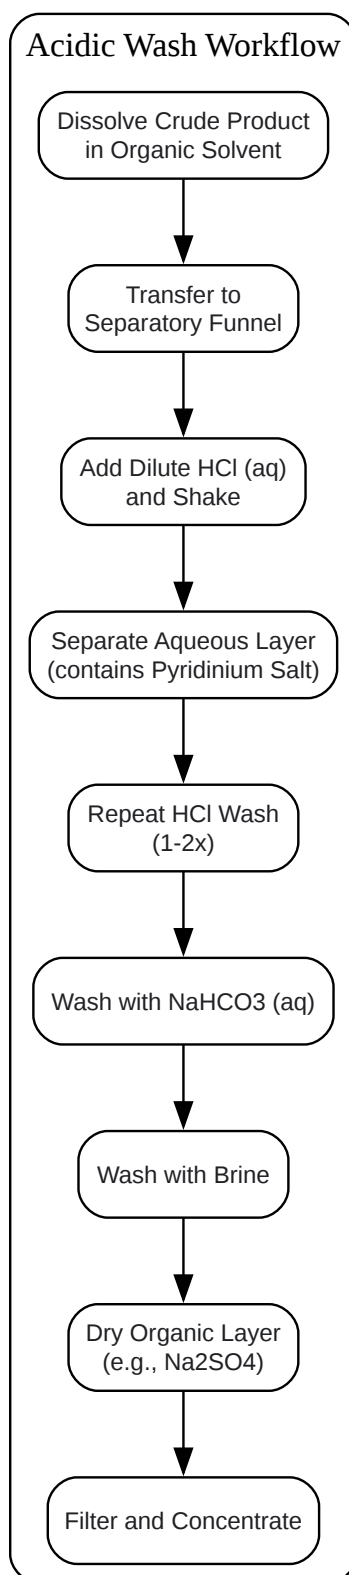 Acidic Wash Workflow
Dissolve Crude Product
in Organic Solvent
Transfer to
Separatory Funnel
Add Dilute HCl (aq)
and Shake
Separate Aqueous Layer
(contains Pyridinium Salt)
Repeat HCl Wash
(1-2x)
Wash with NaHCO3 (aq)
Wash with Brine
Dry Organic Layer
(e.g., Na2SO4)
Filter and Concentrate